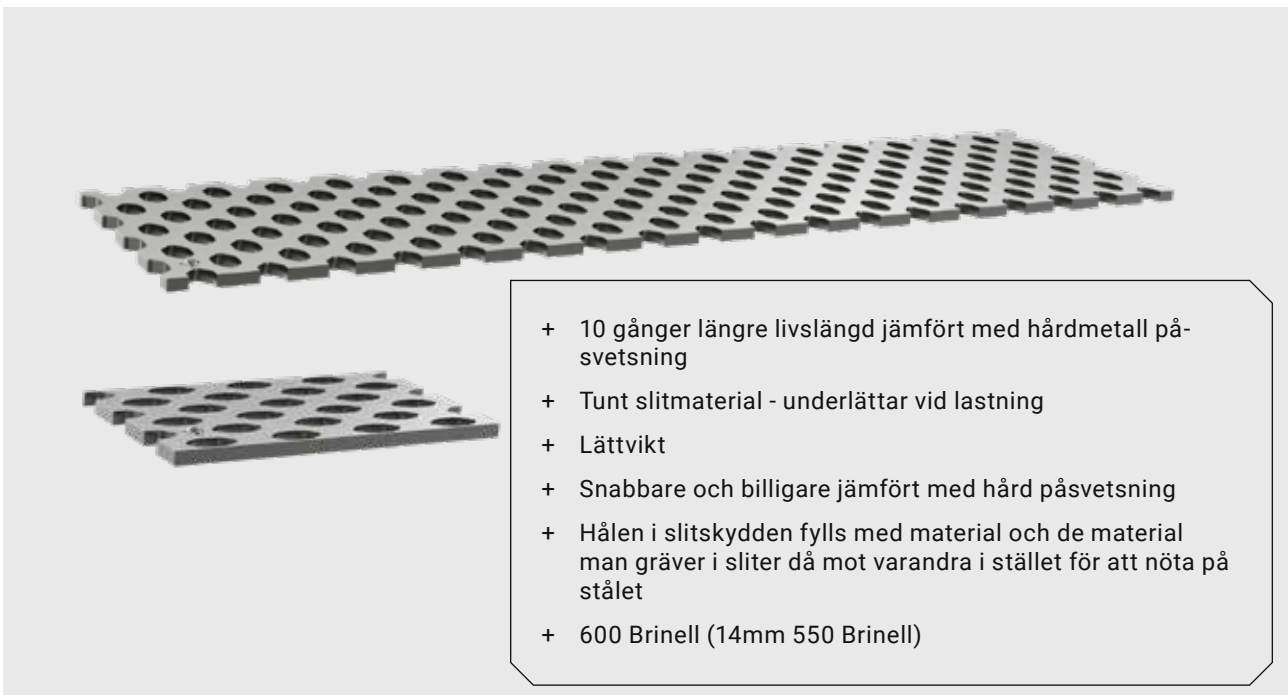 + 10 gånger längre livslängd jämfört med hårdmetall på-
svetsning
+ Tunt slitmaterial - underlättar vid lastning
+ Lättvikt
+ Snabbare och billigare jämfört med hård påsvetsning
+ Hålen i slitskydden fylls med material och de material
man gräver i sliter då mot varandra i stället för att nöta på
stålet
+ 600 Brinell (14mm 550 Brinell)